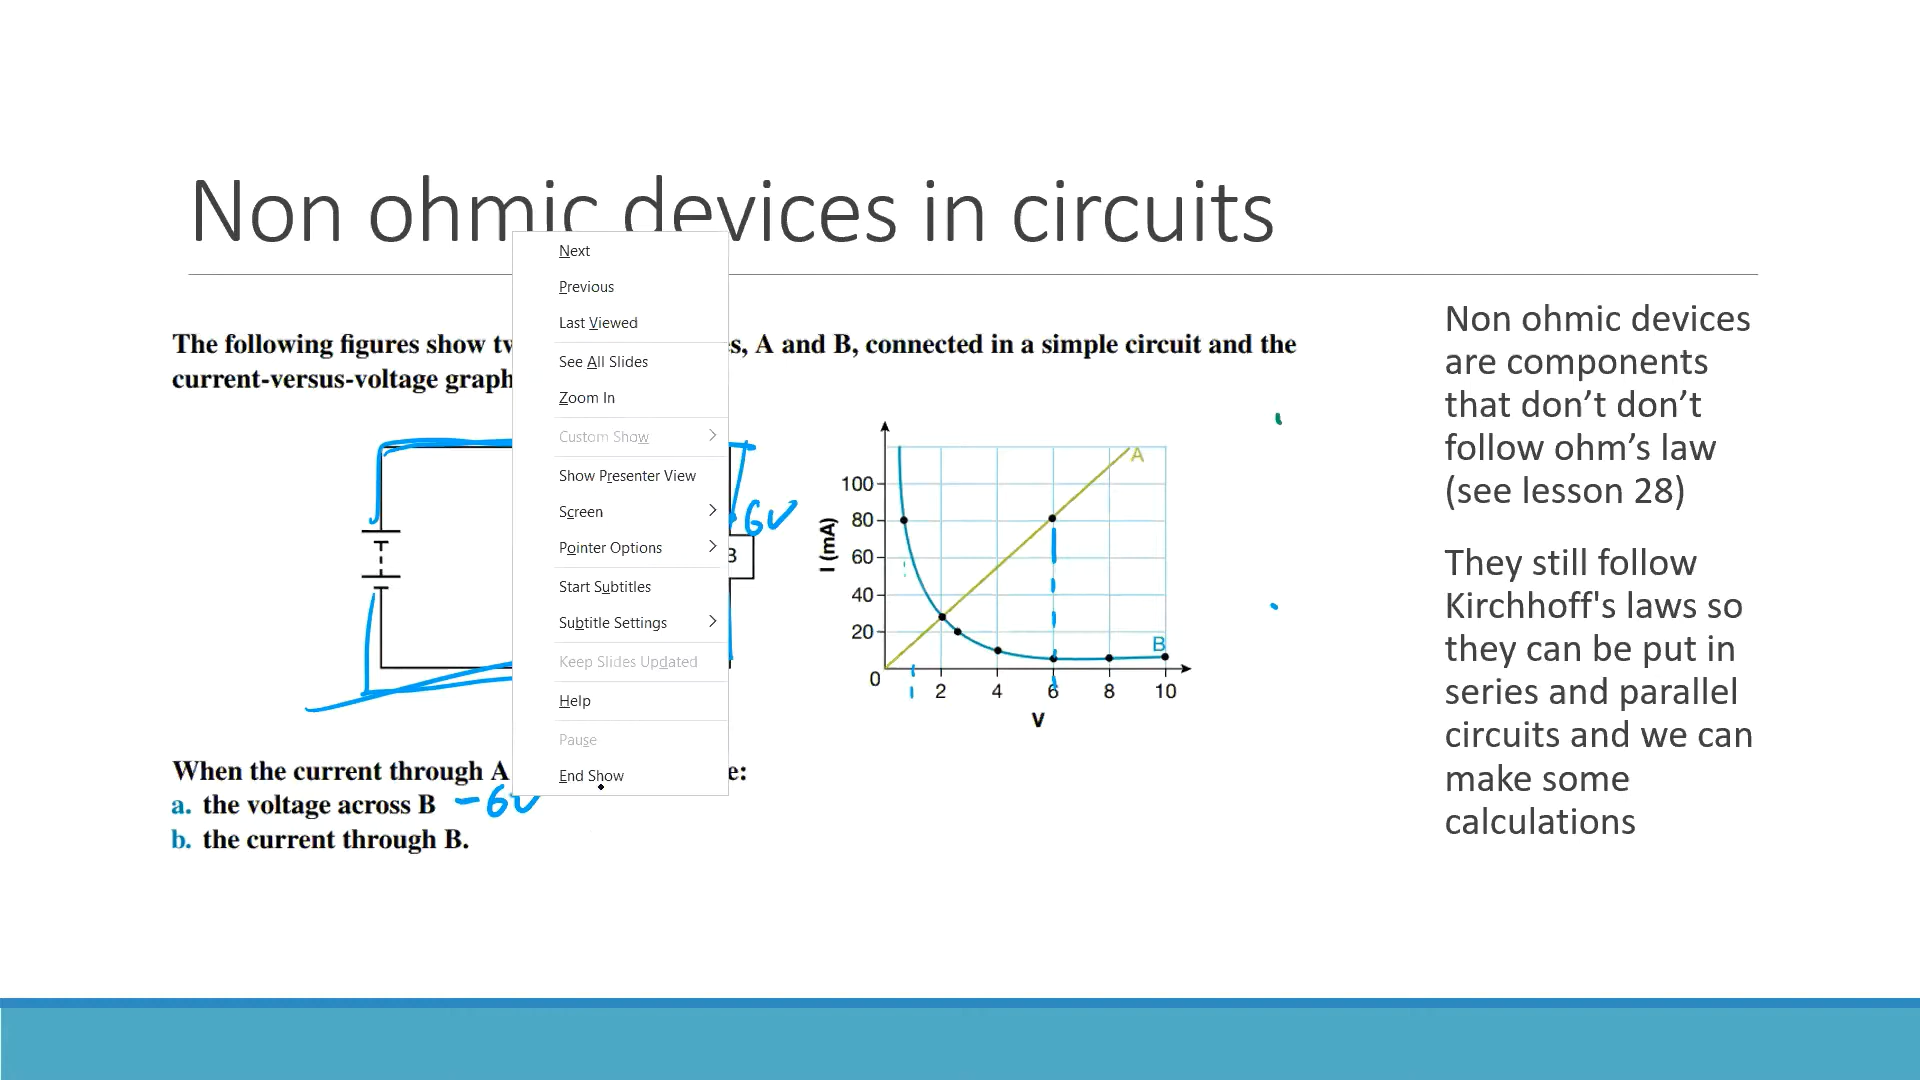 Non ohmic devices in circuits
Next
Previous
Last Viewed
See All Slides
Zoom In
Custom Show
Show Presenter View
Screen
Pointer Options
Start Subtitles
Subtitle Settings
Keep Slides Updated
Help
Pause
End Show
The following figures show s, A and B, connected in a simple circuit and the
current-versus-voltage graph
6V
B
I (mA)
100
80
60
40
20
0
2
4
6
8
10
V
A
B
When the current through A e:
a. the voltage across B – 6V
b. the current through B.
Non ohmic devices
are components
that don’t don’t
follow ohm’s law
(see lesson 28)
They still follow
Kirchhoff's laws so
they can be put in
series and parallel
circuits and we can
make some
calculations